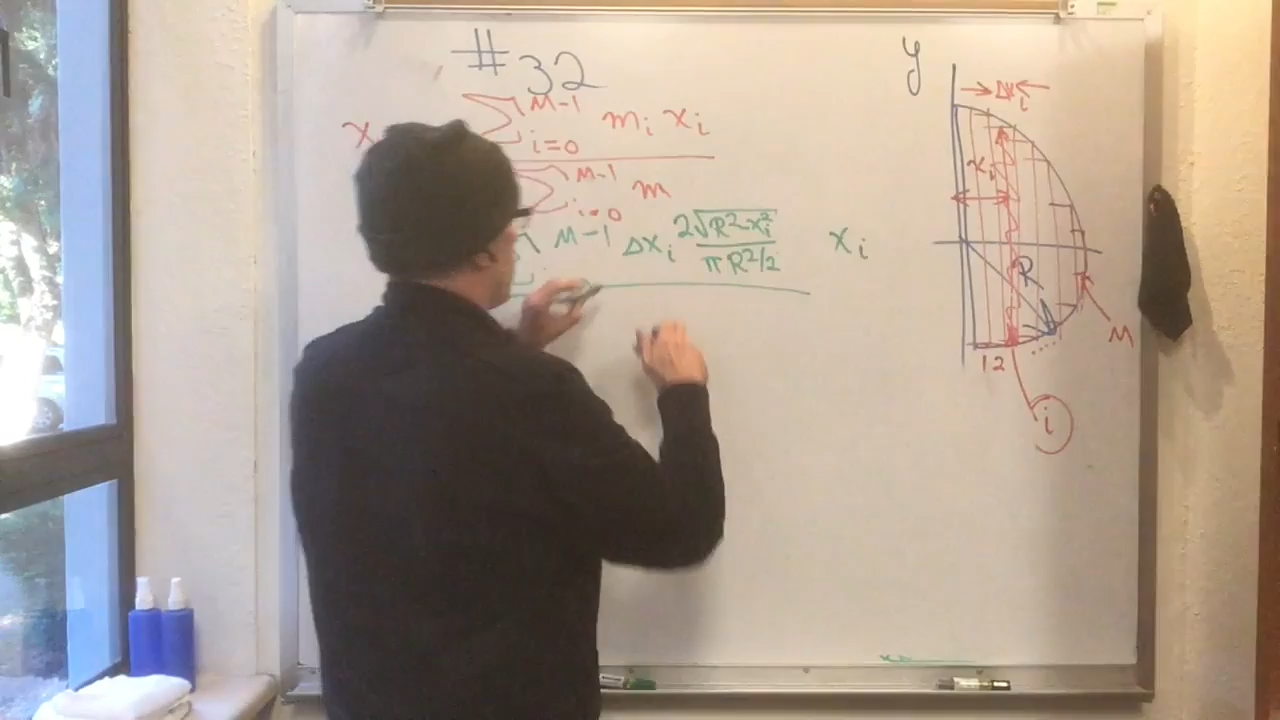 #32
x
∑ M-1 i=0 mᵢ xᵢ
∑ M-1 i=0 m
M-1 Δxᵢ 2√R²-xᵢ² / πR²/2 xᵢ
y
→ Δxᵢ ←
xᵢ
R
M
12
i